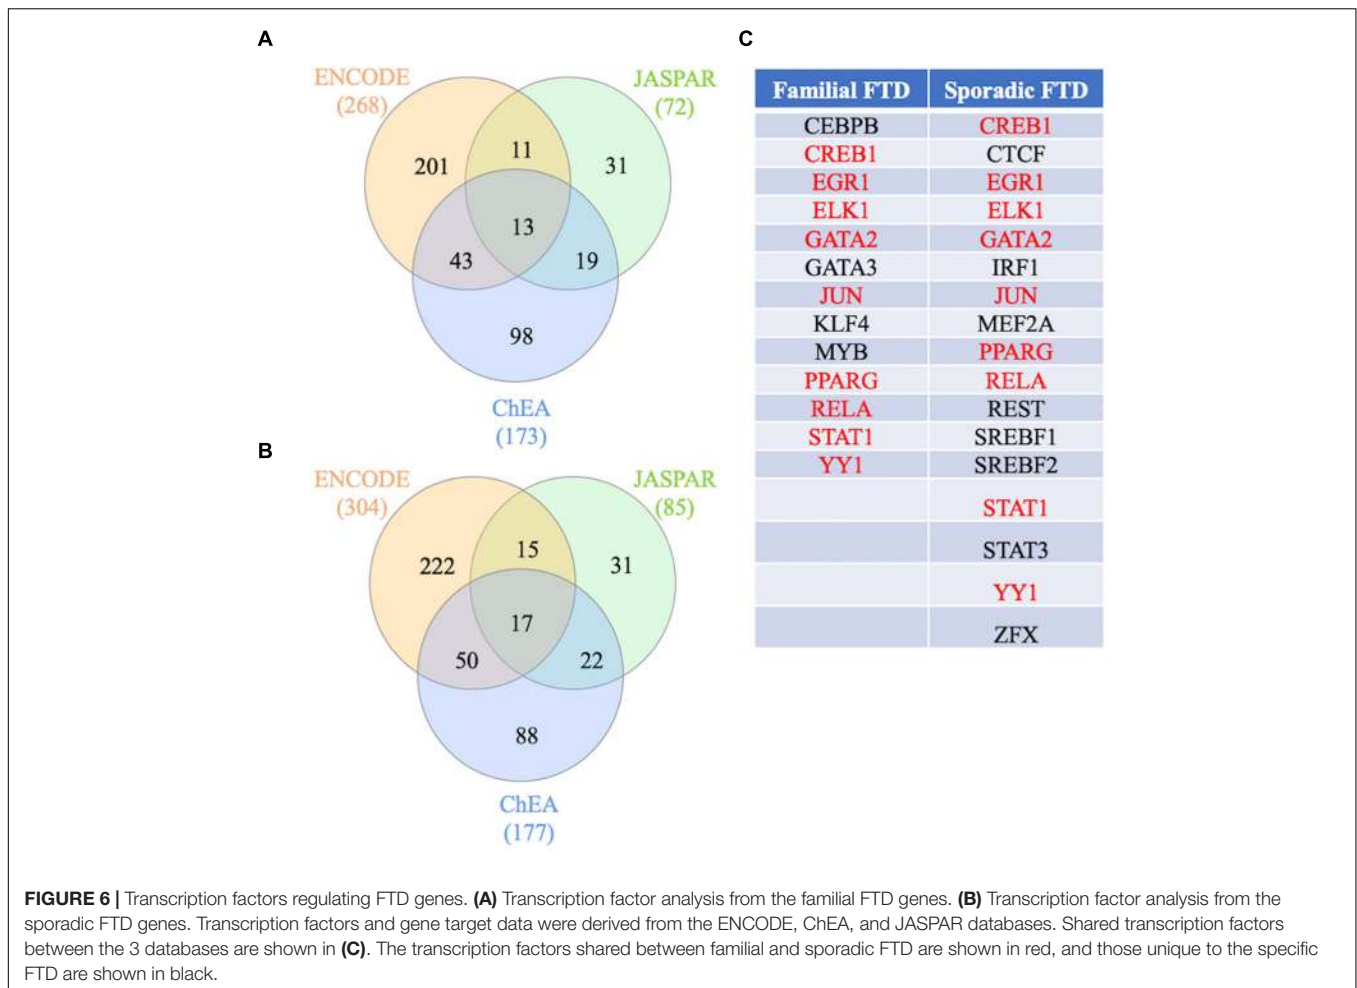 A
ENCODE
(268)
JASPAR
(72)
201
11
31
13
43
19
98
ChEA
(173)
B
ENCODE
(304)
JASPAR
(85)
222
15
31
17
50
22
88
ChEA
(177)
C
Familial FTD Sporadic FTD
CEBPB CREB1
CREB1 CTCF
EGR1 EGR1
ELK1 ELK1
GATA2 GATA2
GATA3 IRF1
JUN JUN
KLF4 MEF2A
MYB PPARG
PPARG RELA
RELA REST
STAT1 SREBF1
YY1 SREBF2
STAT1
STAT3
YY1
ZFX
FIGURE 6 | Transcription factors regulating FTD genes. (A) Transcription factor analysis from the familial FTD genes. (B) Transcription factor analysis from the
sporadic FTD genes. Transcription factors and gene target data were derived from the ENCODE, ChEA, and JASPAR databases. Shared transcription factors
between the 3 databases are shown in (C). The transcription factors shared between familial and sporadic FTD are shown in red, and those unique to the specific
FTD are shown in black.